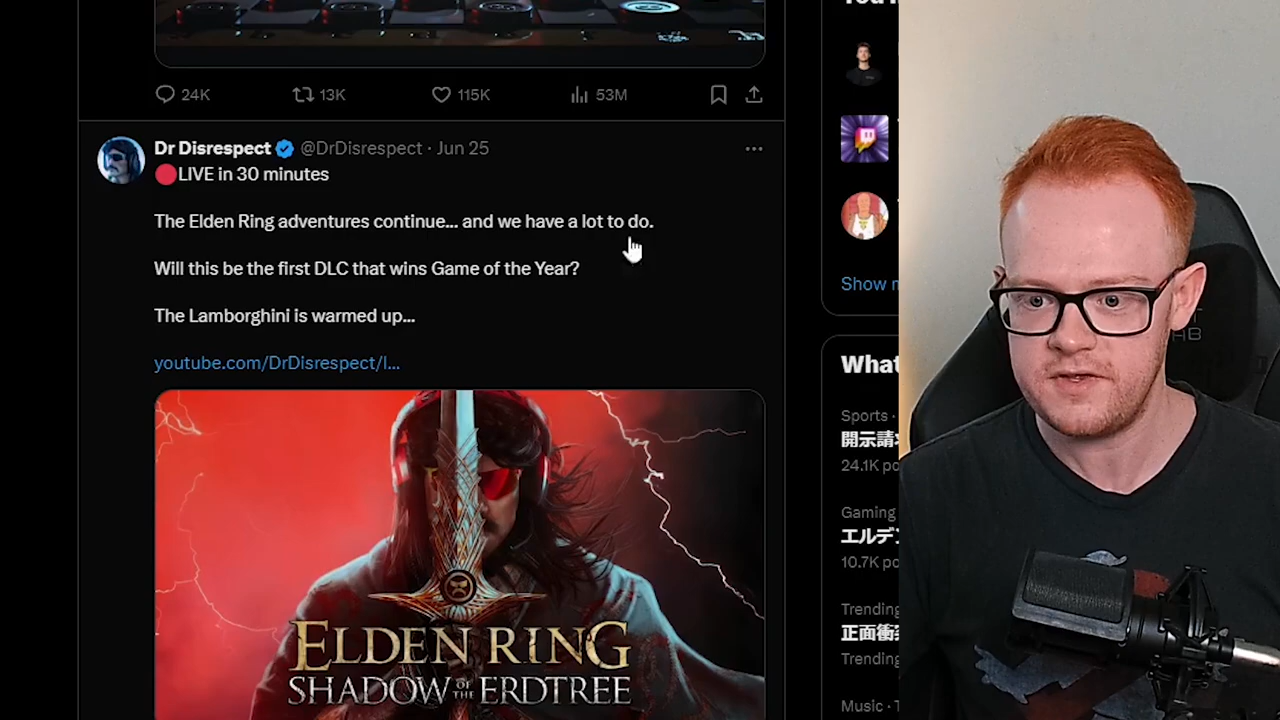 24K
13K
115K
53M
Dr Disrespect @DrDisrespect · Jun 25
LIVE in 30 minutes
The Elden Ring adventures continue... and we have a lot to do.
Will this be the first DLC that wins Game of the Year?
The Lamborghini is warmed up...
youtube.com/DrDisrespect/l...
ELDEN RING
SHADOW OF THE ERDTREE
Show
What
Sports ·
開示請
24.1K po
Gaming
エルデン
10.7K po
Trending
正面衝
Trending
Music ·